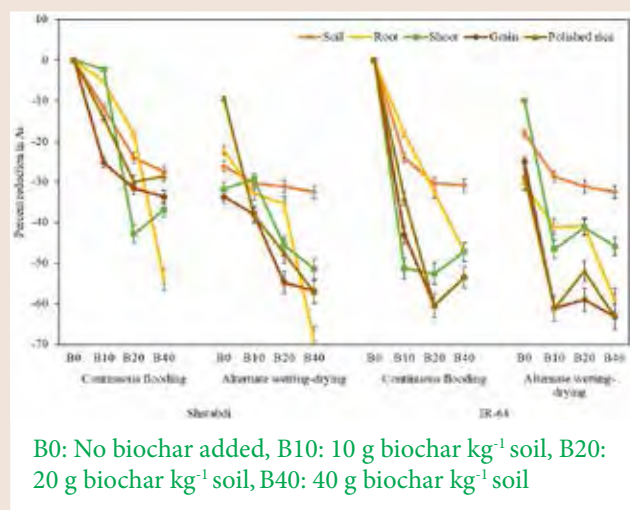 10
Soil Root Shoot Grain Polished rice
0
-10
-20
-30
-40
-50
-60
-70
Percent reduction in As
B0 B10 B20 B40 B0 B10 B20 B40 B0 B10 B20 B40 B0 B10 B20 B40
Continuous flooding Alternate wetting-drying Continuous flooding Alternate wetting-
drying
IR-64
B0: No biochar added, B10: 10 g biochar kg⁻¹ soil, B20:
20 g biochar kg⁻¹ soil, B40: 40 g biochar kg⁻¹ soil